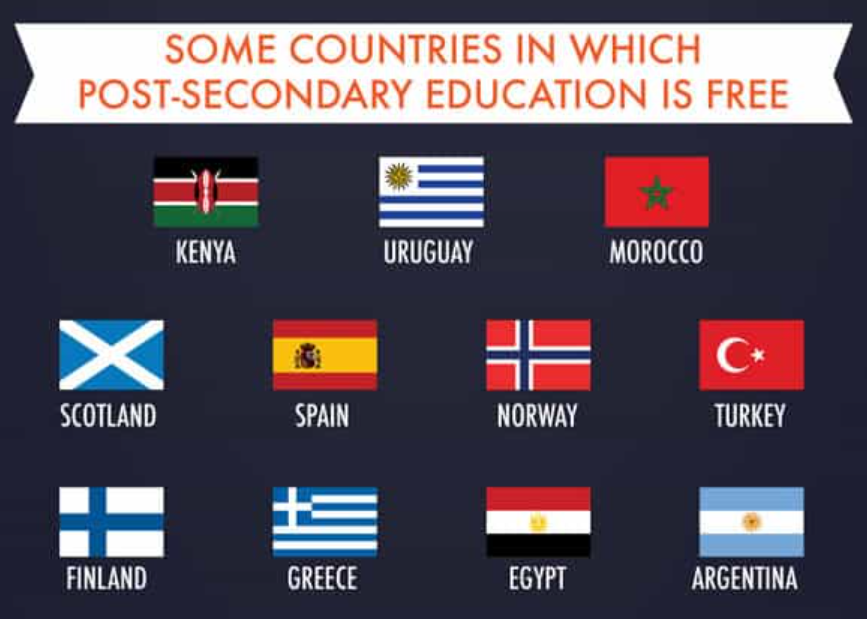 SOME COUNTRIES IN WHICH
POST-SECONDARY EDUCATION IS FREE
KENYA
URUGUAY
MOROCCO
SCOTLAND
SPAIN
NORWAY
TURKEY
FINLAND
GREECE
EGYPT
ARGENTINA